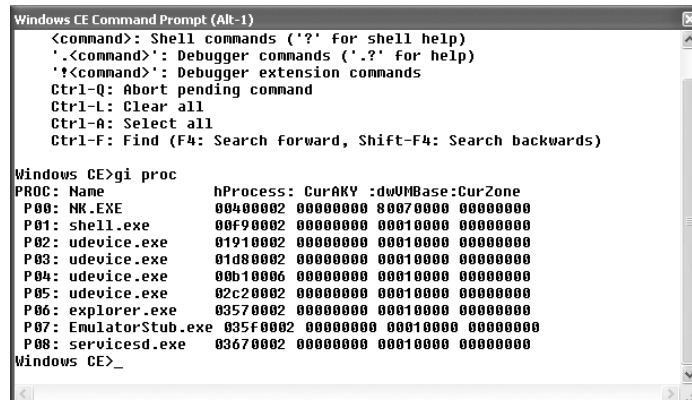 Windows CE Command Prompt (Alt-1)
<command>: Shell commands ('?' for shell help)
'.<command>': Debugger commands ('.?' for help)
'!<command>': Debugger extension commands
Ctrl-Q: Abort pending command
Ctrl-L: Clear all
Ctrl-A: Select all
Ctrl-F: Find (F4: Search forward, Shift-F4: Search backwards)
Windows CE>gi proc
PROC: Name hProcess: CurAKY :dwVMBase:CurZone
P00: NK.EXE 00400002 00000000 80070000 00000000
P01: shell.exe 00f90002 00000000 00010000 00000000
P02: udevice.exe 01910002 00000000 00010000 00000000
P03: udevice.exe 01d80002 00000000 00010000 00000000
P04: udevice.exe 00b10006 00000000 00010000 00000000
P05: udevice.exe 02c20002 00000000 00010000 00000000
P06: explorer.exe 03570002 00000000 00010000 00000000
P07: EmulatorStub.exe 035f0002 00000000 00010000 00000000
P08: servicesd.exe 03670002 00000000 00010000 00000000
Windows CE>_